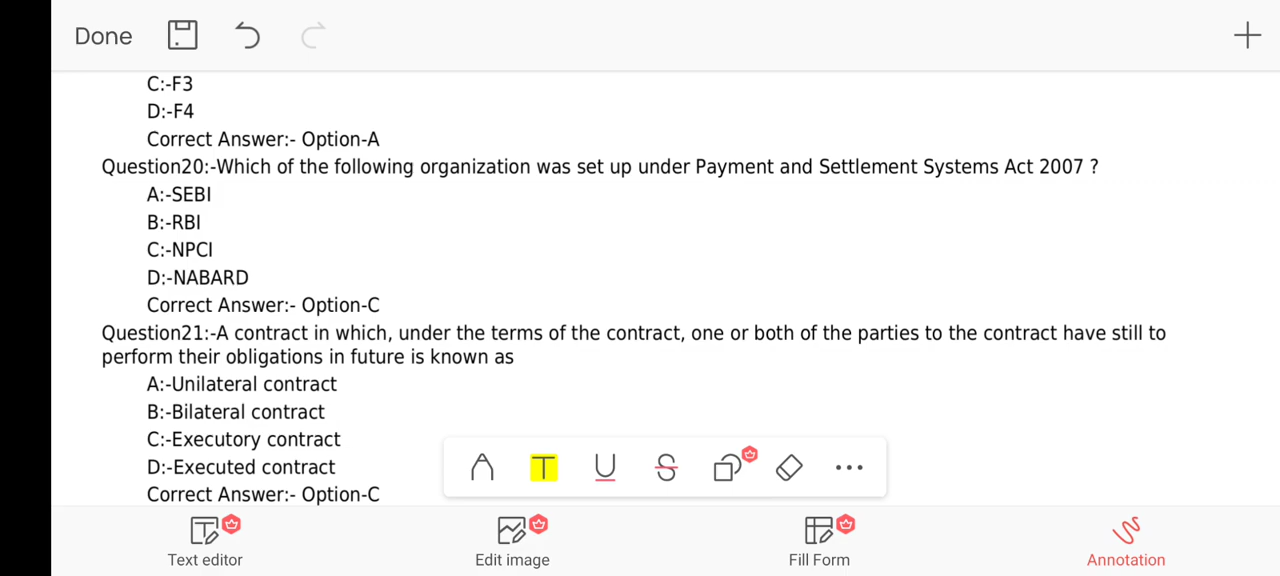 Done
C:-F3
D:-F4
Correct Answer:- Option-A
Question20:-Which of the following organization was set up under Payment and Settlement Systems Act 2007 ?
A:-SEBI
B:-RBI
C:-NPCI
D:-NABARD
Correct Answer:- Option-C
Question21:-A contract in which, under the terms of the contract, one or both of the parties to the contract have still to
perform their obligations in future is known as
A:-Unilateral contract
B:-Bilateral contract
C:-Executory contract
D:-Executed contract
Correct Answer:- Option-C
T U S
Text editor Edit image Fill Form Annotation